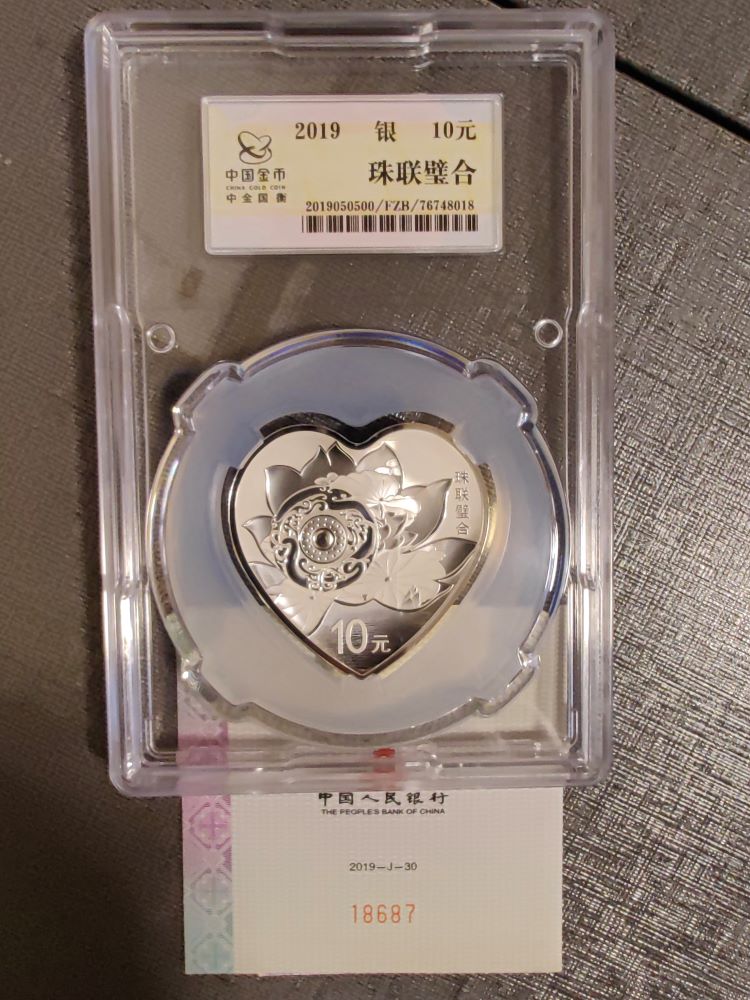 2019 银 10元
中国金币
CHINA GOLD COIN
中金国衡
珠联璧合
2019050500/FZB/76748018
珠联璧合
10元
中国人民银行
THE PEOPLE'S BANK OF CHINA
2019—J—30
18687